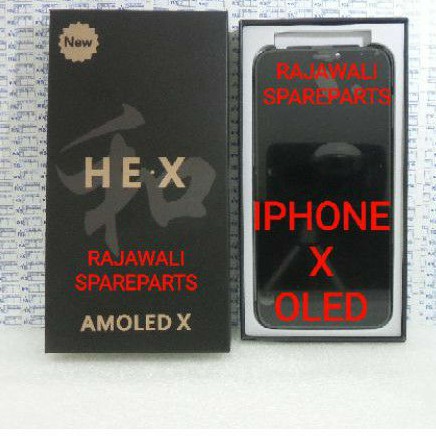 New
和
HE·X
RAJAWALI
SPAREPARTS
AMOLED X
RAJAWALI
SPAREPARTS
IPHONE
X
OLED